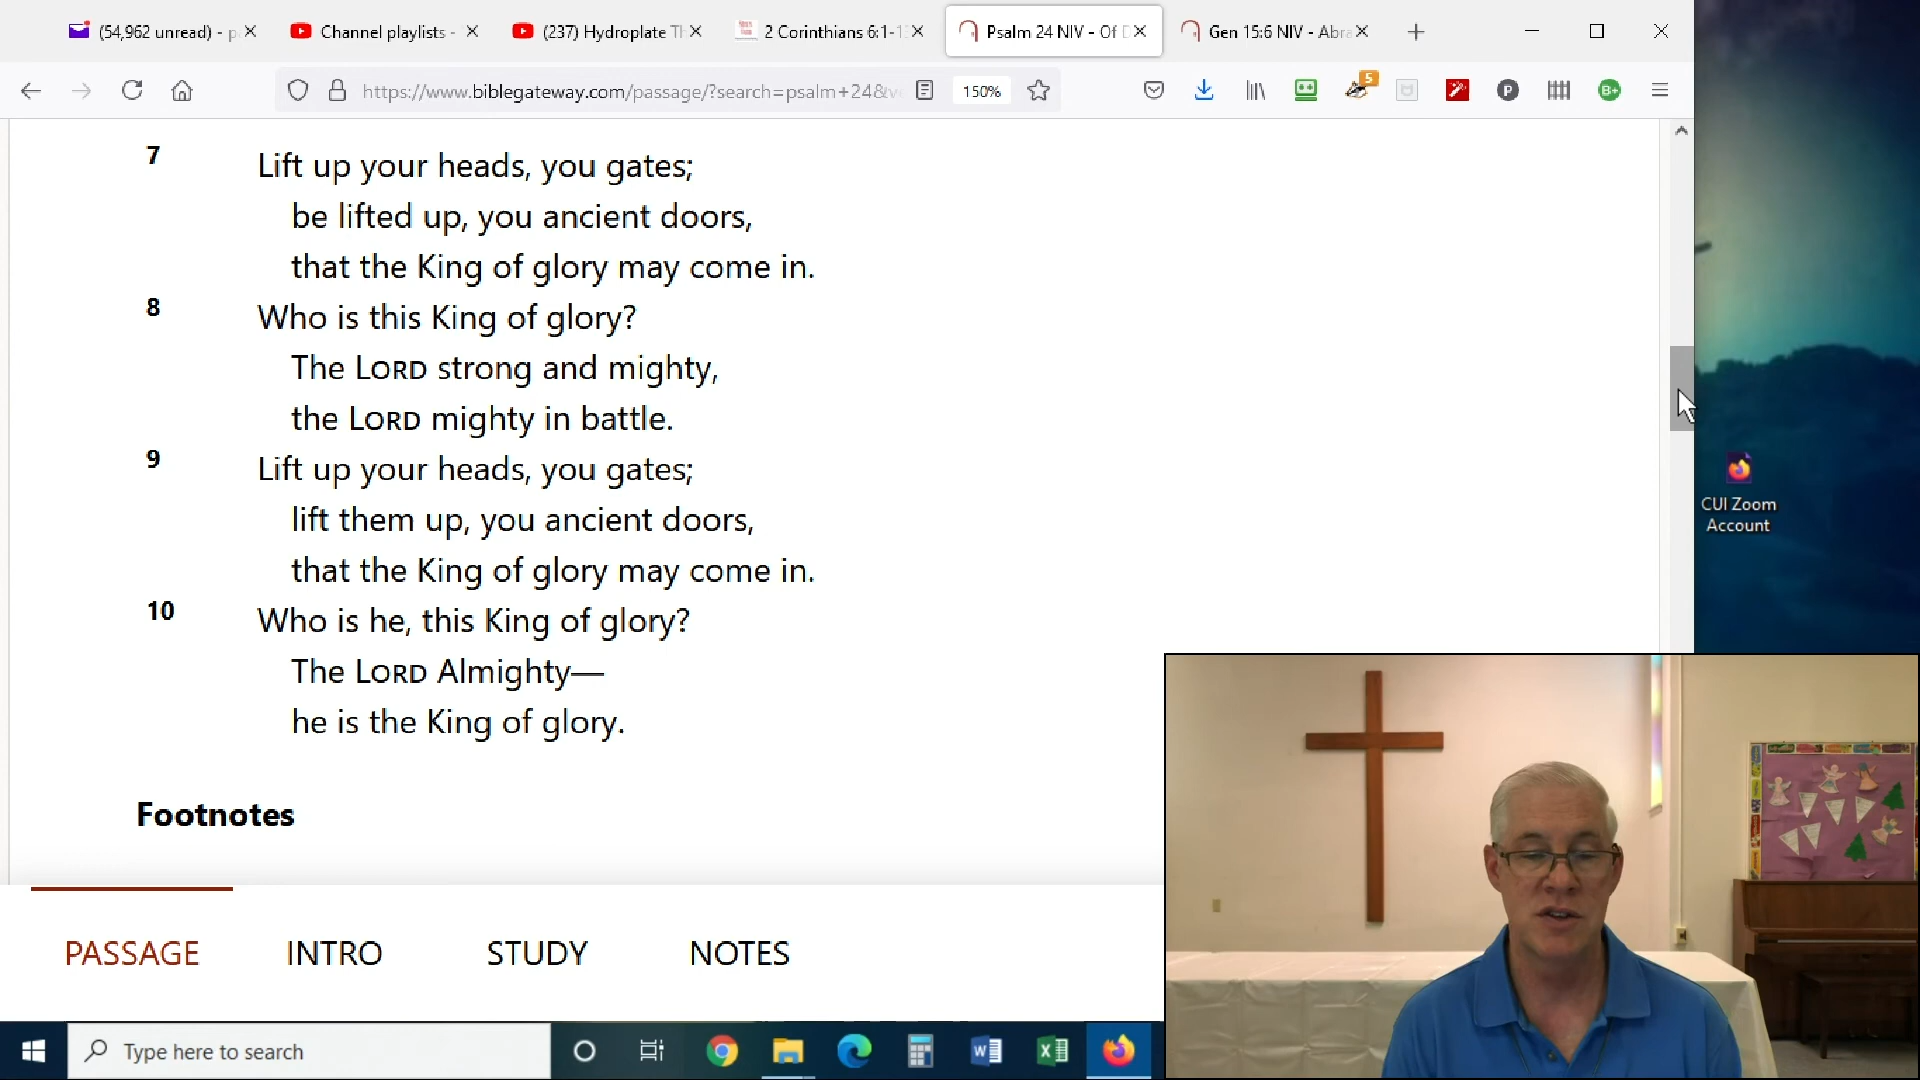 (54,962 unread) - p
Channel playlists -
(237) Hydroplate Th
2 Corinthians 6:1-1
Psalm 24 NIV - Of D
Gen 15:6 NIV - Abra
https://www.biblegateway.com/passage/?search=psalm+24&v
150%
5
P
B+
7
Lift up your heads, you gates;
be lifted up, you ancient doors,
that the King of glory may come in.
8
Who is this King of glory?
The LORD strong and mighty,
the LORD mighty in battle.
9
Lift up your heads, you gates;
lift them up, you ancient doors,
that the King of glory may come in.
10
Who is he, this King of glory?
The LORD Almighty—
he is the King of glory.
Footnotes
PASSAGE INTRO STUDY NOTES
CUI Zoom
Account
Type here to search